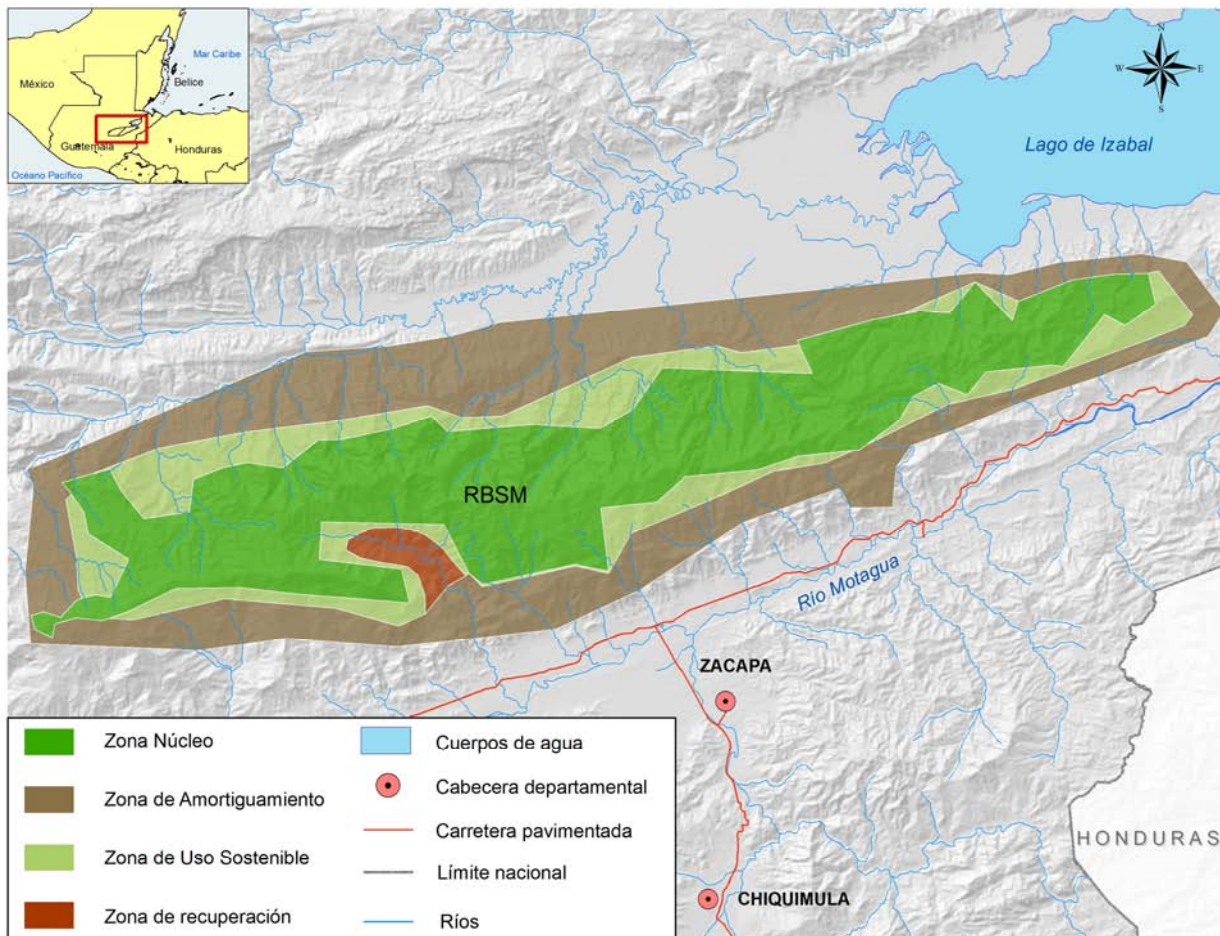 México
Mar Caribe
Belice
Guatemala
Honduras
Océano Pacífico
N
W
E
S
Lago de Izabal
RBSM
Río Motagua
ZACAPA
HONDURAS
CHIQUIMULA
Zona Núcleo
Zona de Amortiguamiento
Zona de Uso Sostenible
Zona de recuperación
Cuerpos de agua
Cabecera departamental
Carretera pavimentada
Límite nacional
Ríos